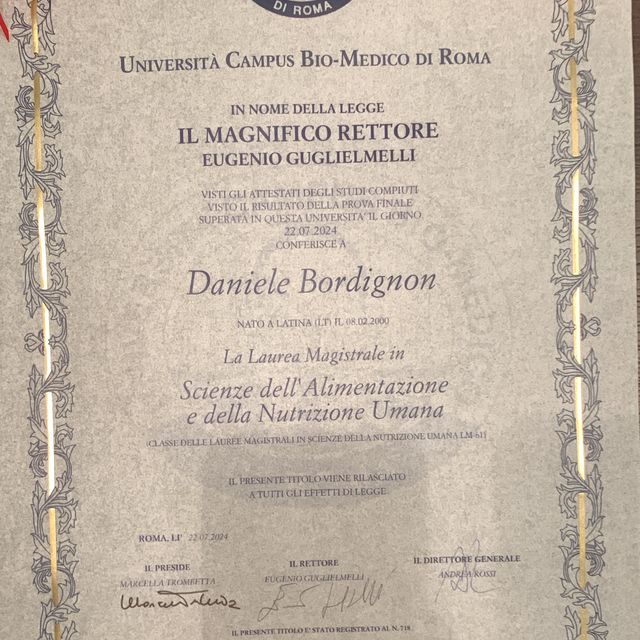 DI ROMA
UNIVERSITÀ CAMPUS BIO-MEDICO DI ROMA
IN NOME DELLA LEGGE
IL MAGNIFICO RETTORE
EUGENIO GUGLIELMELLI
VISTI GLI ATTESTATI DEGLI STUDI COMPIUTI
VISTO IL RISULTATO DELLA PROVA FINALE
SUPERATA IN QUESTA UNIVERSITA' IL GIORNO
22.07.2024
CONFERISCE A
Daniele Bordignon
NATO A LATINA (LT) IL 08.02.2000
La Laurea Magistrale in
Scienze dell'Alimentazione
e della Nutrizione Umana
(CLASSE DELLE LAUREE MAGISTRALI IN SCIENZE DELLA NUTRIZIONE UMANA LM-61)
IL PRESENTE TITOLO VIENE RILASCIATO
A TUTTI GLI EFFETTI DI LEGGE
ROMA, LI' 22-07-2024
IL PRESIDE
MARCELLA TROMBETTA
IL RETTORE
EUGENIO GUGLIELMELLI
IL DIRETTORE GENERALE
ANDREA ROSSI
IL PRESENTE TITOLO E' STATO REGISTRATO AL N. 718.